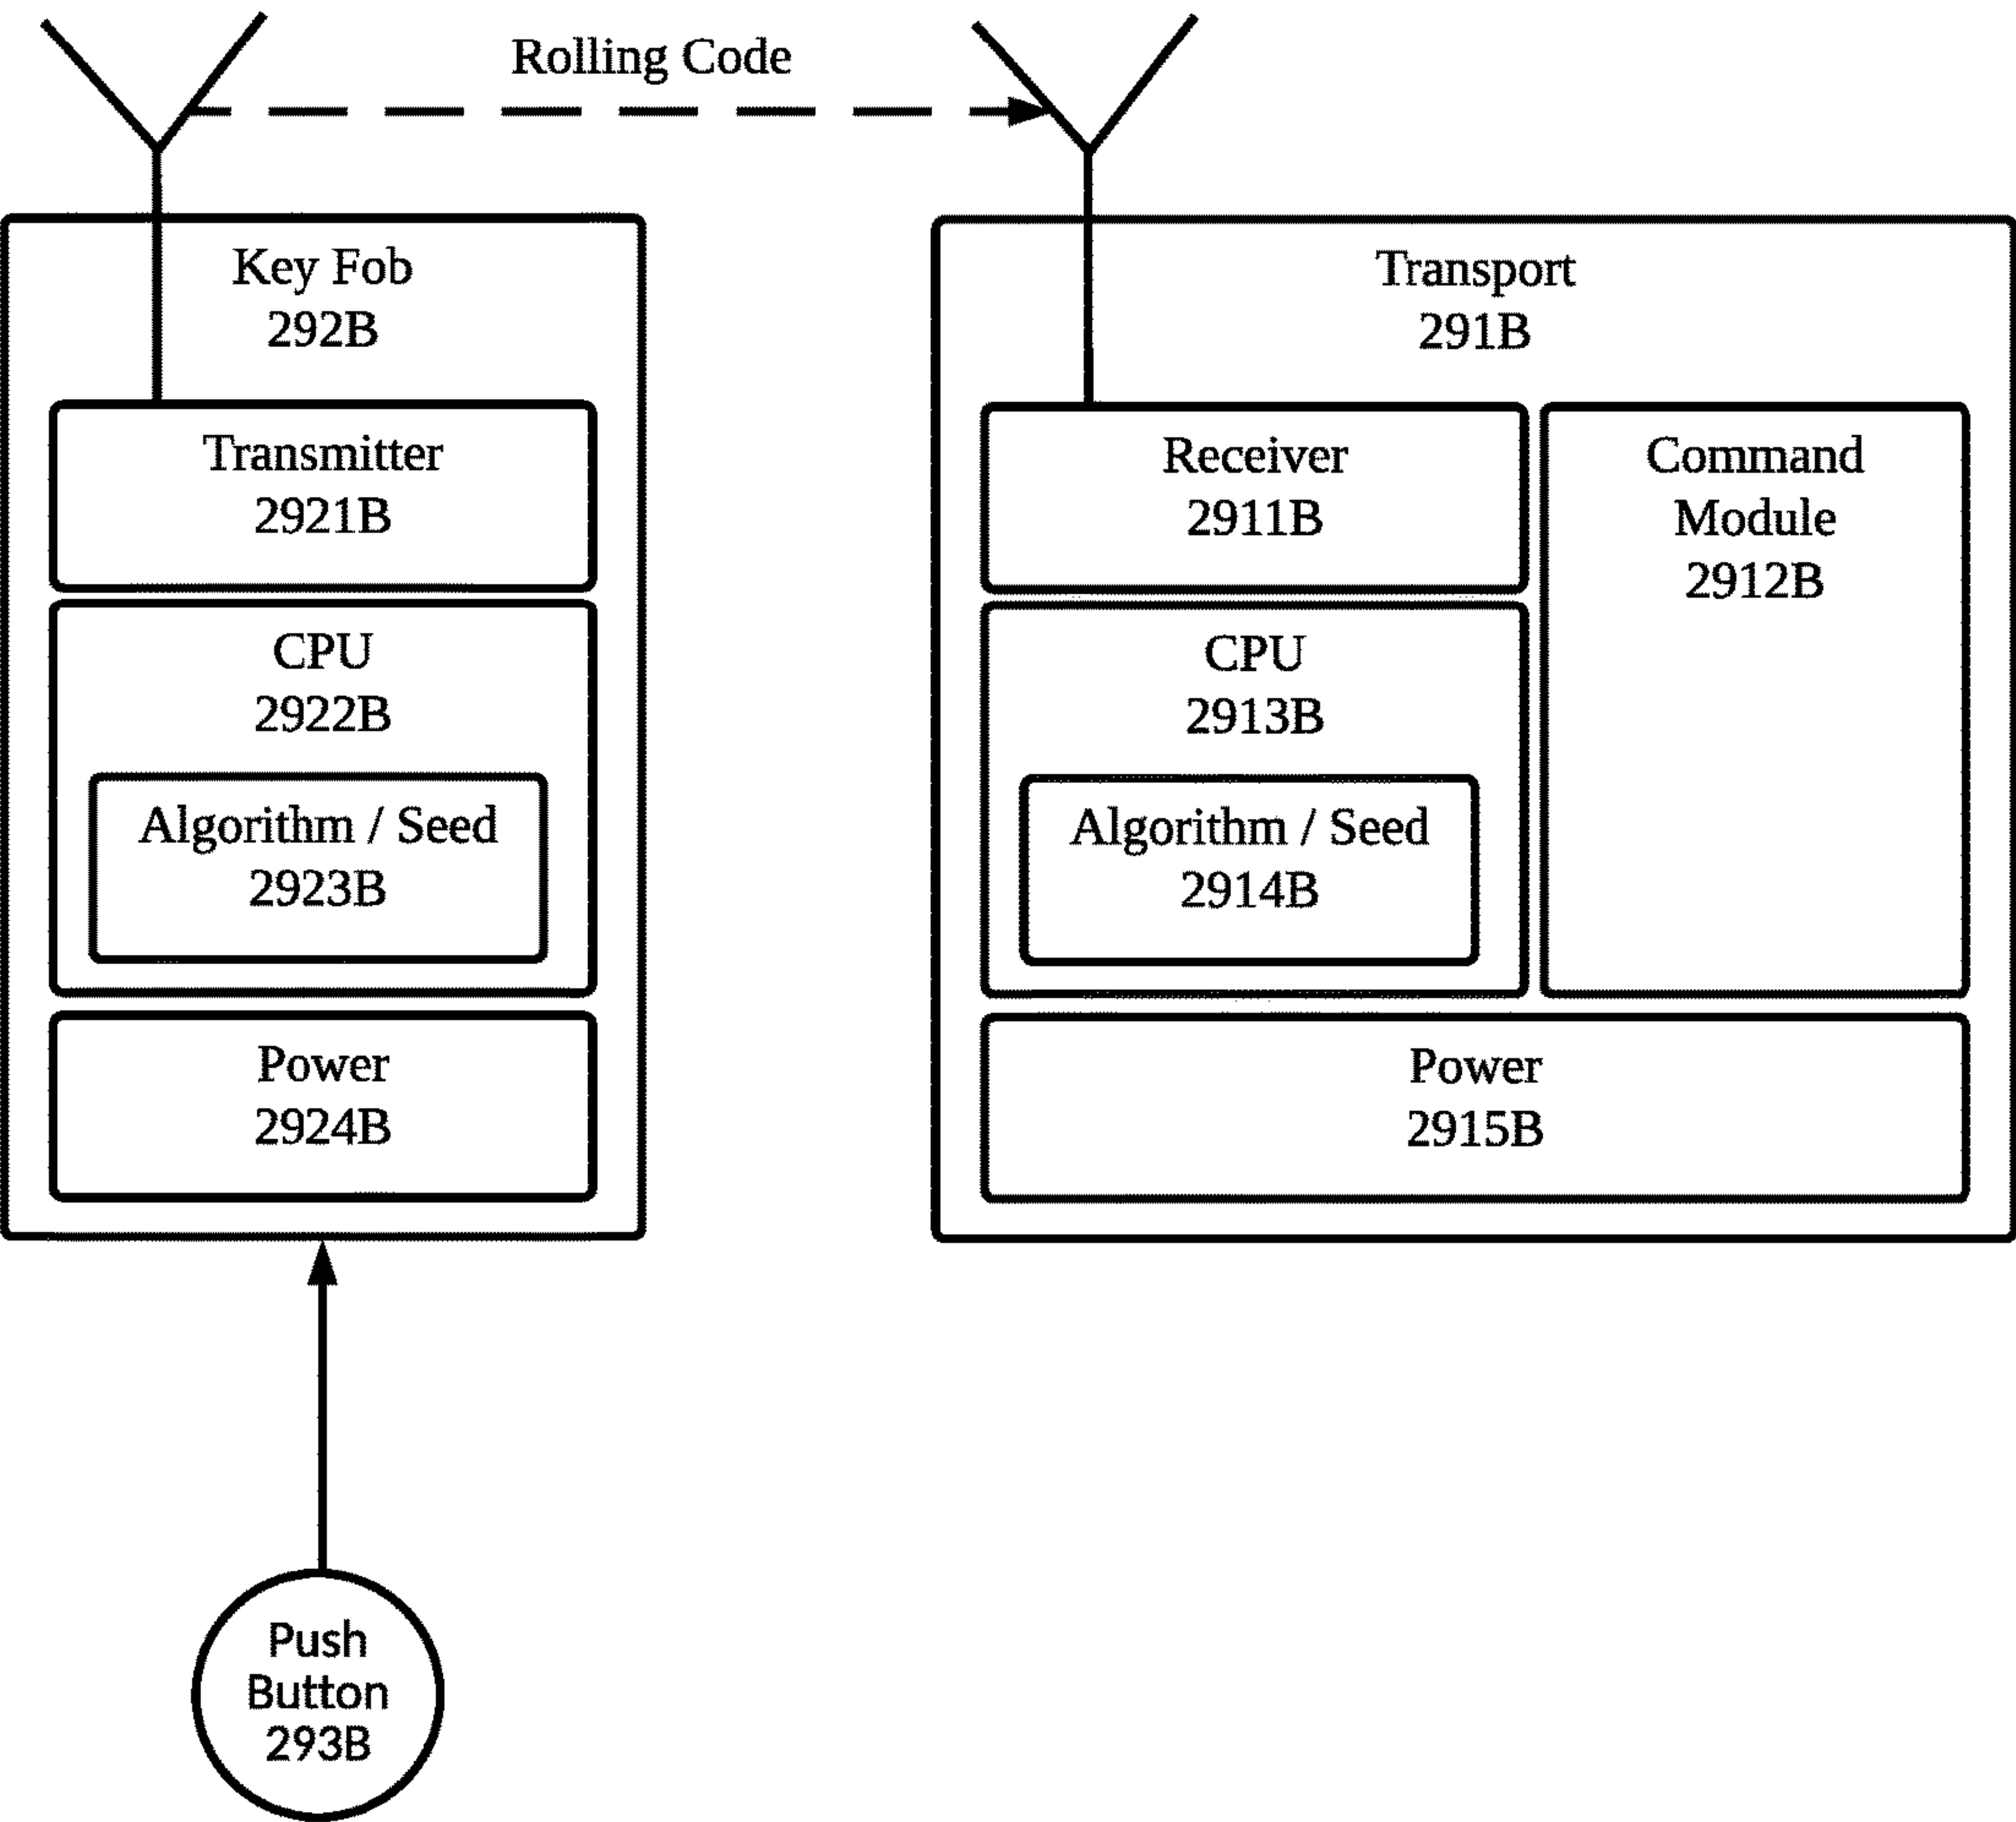 Rolling Code
Key Fob
292B
Transmitter
2921B
CPU
2922B
Algorithm / Seed
2923B
Power
2924B
Push
Button
293B
Transport
291B
Receiver
2911B
CPU
2913B
Algorithm / Seed
2914B
Command
Module
2912B
Power
2915B